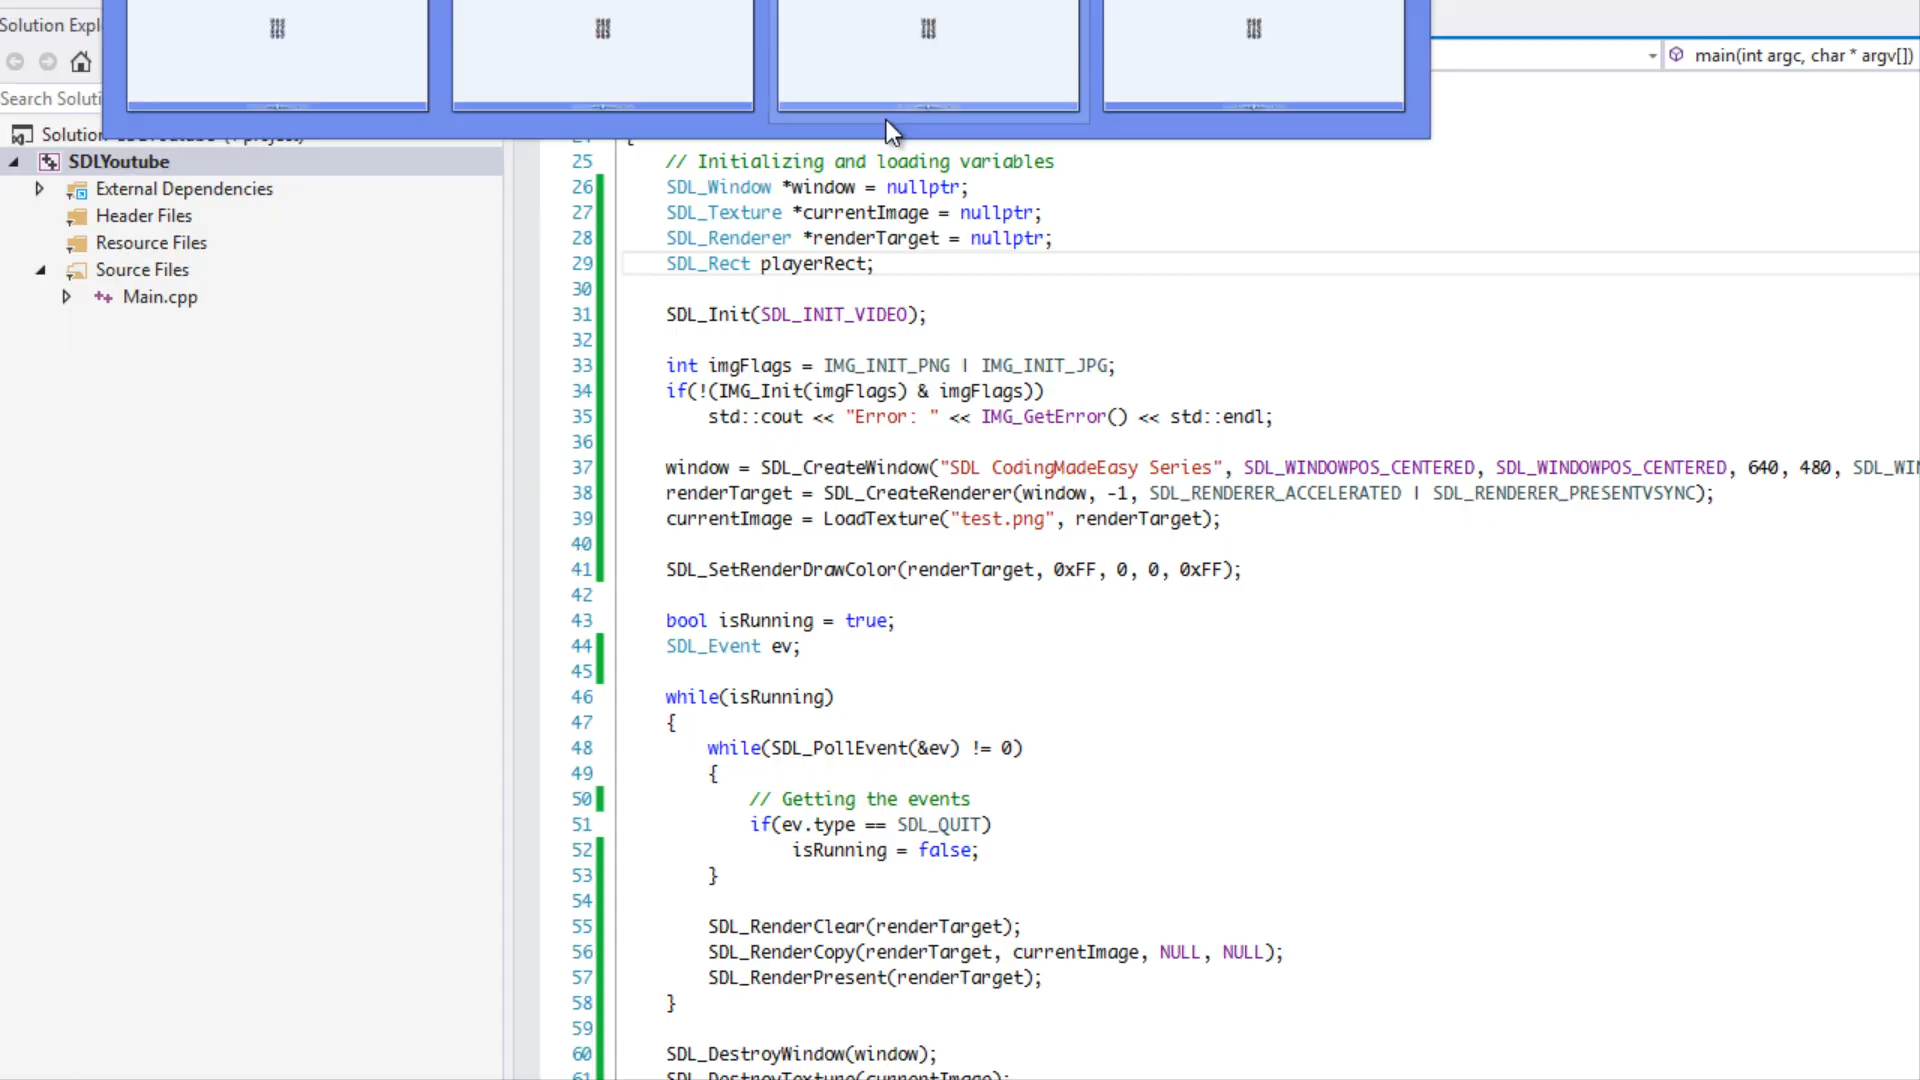 Solution Expl
main(int argc, char * argv[])
Search Soluti
Solution
SDLYoutube
External Dependencies
Header Files
Resource Files
Source Files
Main.cpp
24 {
25 // Initializing and loading variables
26 SDL_Window *window = nullptr;
27 SDL_Texture *currentImage = nullptr;
28 SDL_Renderer *renderTarget = nullptr;
29 SDL_Rect playerRect;
30
31 SDL_Init(SDL_INIT_VIDEO);
32
33 int imgFlags = IMG_INIT_PNG | IMG_INIT_JPG;
34 if(!(IMG_Init(imgFlags) & imgFlags))
35 std::cout << "Error: " << IMG_GetError() << std::endl;
36
37 window = SDL_CreateWindow("SDL CodingMadeEasy Series", SDL_WINDOWPOS_CENTERED, SDL_WINDOWPOS_CENTERED, 640, 480, SDL_WIN
38 renderTarget = SDL_CreateRenderer(window, -1, SDL_RENDERER_ACCELERATED | SDL_RENDERER_PRESENTVSYNC);
39 currentImage = LoadTexture("test.png", renderTarget);
40
41 SDL_SetRenderDrawColor(renderTarget, 0xFF, 0, 0, 0xFF);
42
43 bool isRunning = true;
44 SDL_Event ev;
45
46 while(isRunning)
47 {
48 while(SDL_PollEvent(&ev) != 0)
49 {
50 // Getting the events
51 if(ev.type == SDL_QUIT)
52 isRunning = false;
53 }
54
55 SDL_RenderClear(renderTarget);
56 SDL_RenderCopy(renderTarget, currentImage, NULL, NULL);
57 SDL_RenderPresent(renderTarget);
58 }
59
60 SDL_DestroyWindow(window);
61 SDL_DestroyTexture(currentImage);